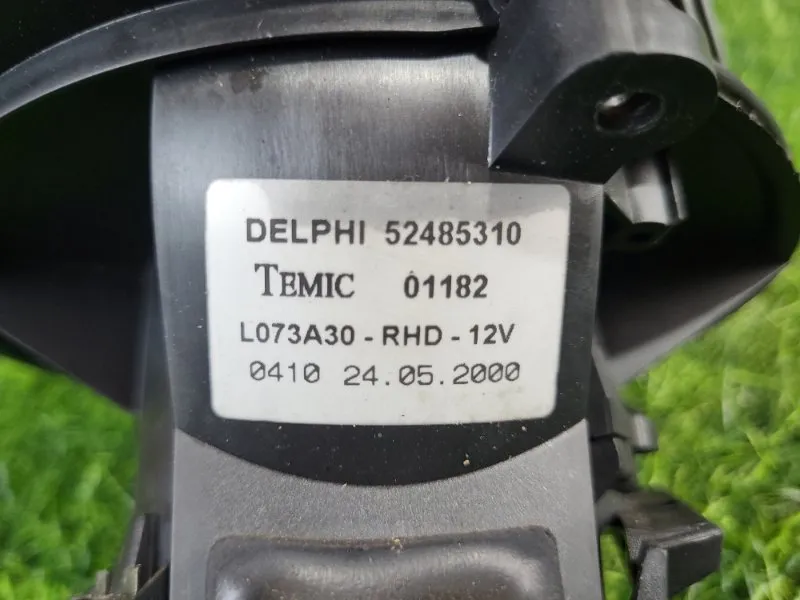 DELPHI 52485310
TEMIC 01182
L073A30 - RHD - 12V
0410 24.05.2000